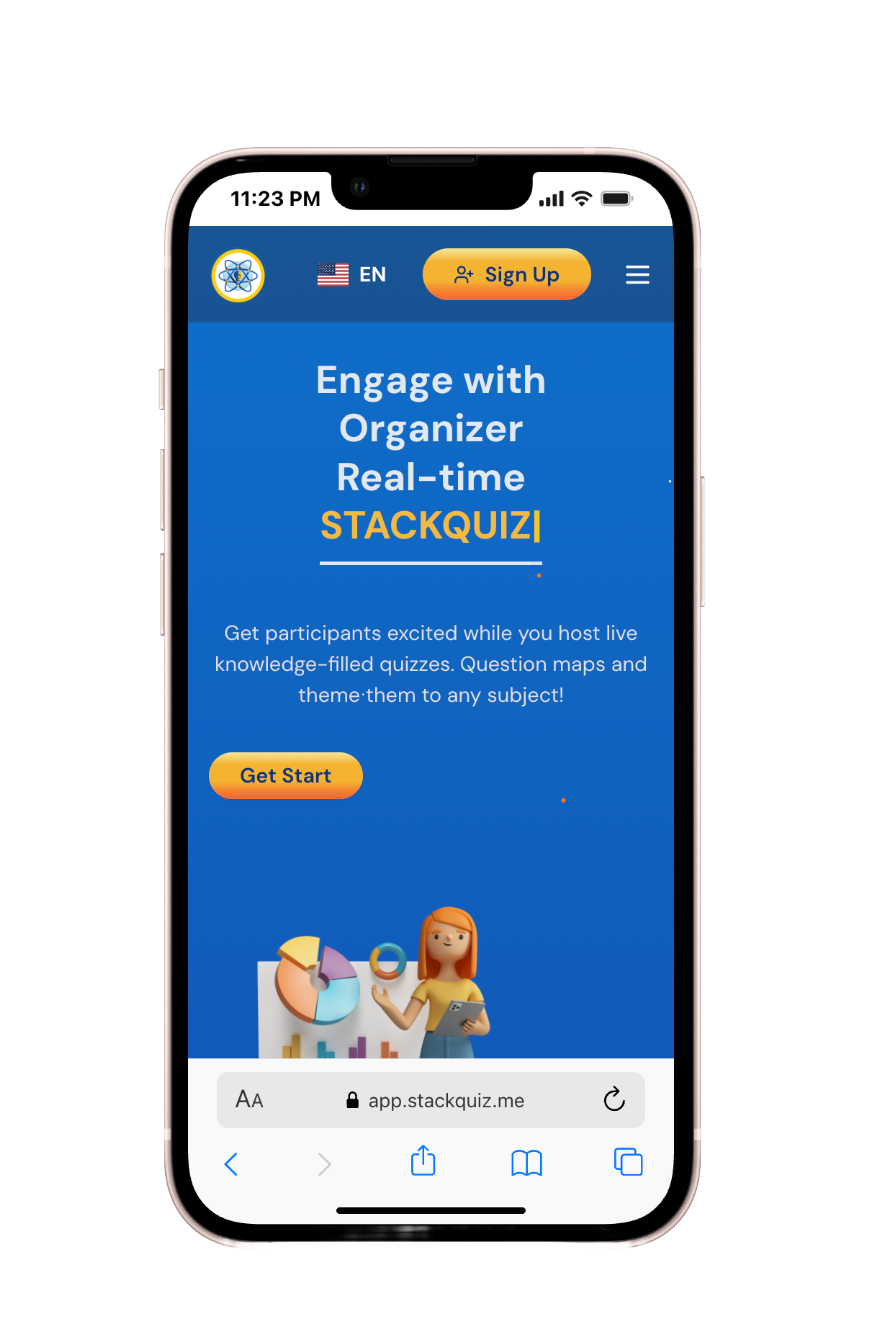 11:23 PM
EN
Sign Up
Engage with
Organizer
Real-time
STACKQUIZ|
Get participants excited while you host live
knowledge-filled quizzes. Question maps and
theme·them to any subject!
Get Start
AA
app.stackquiz.me